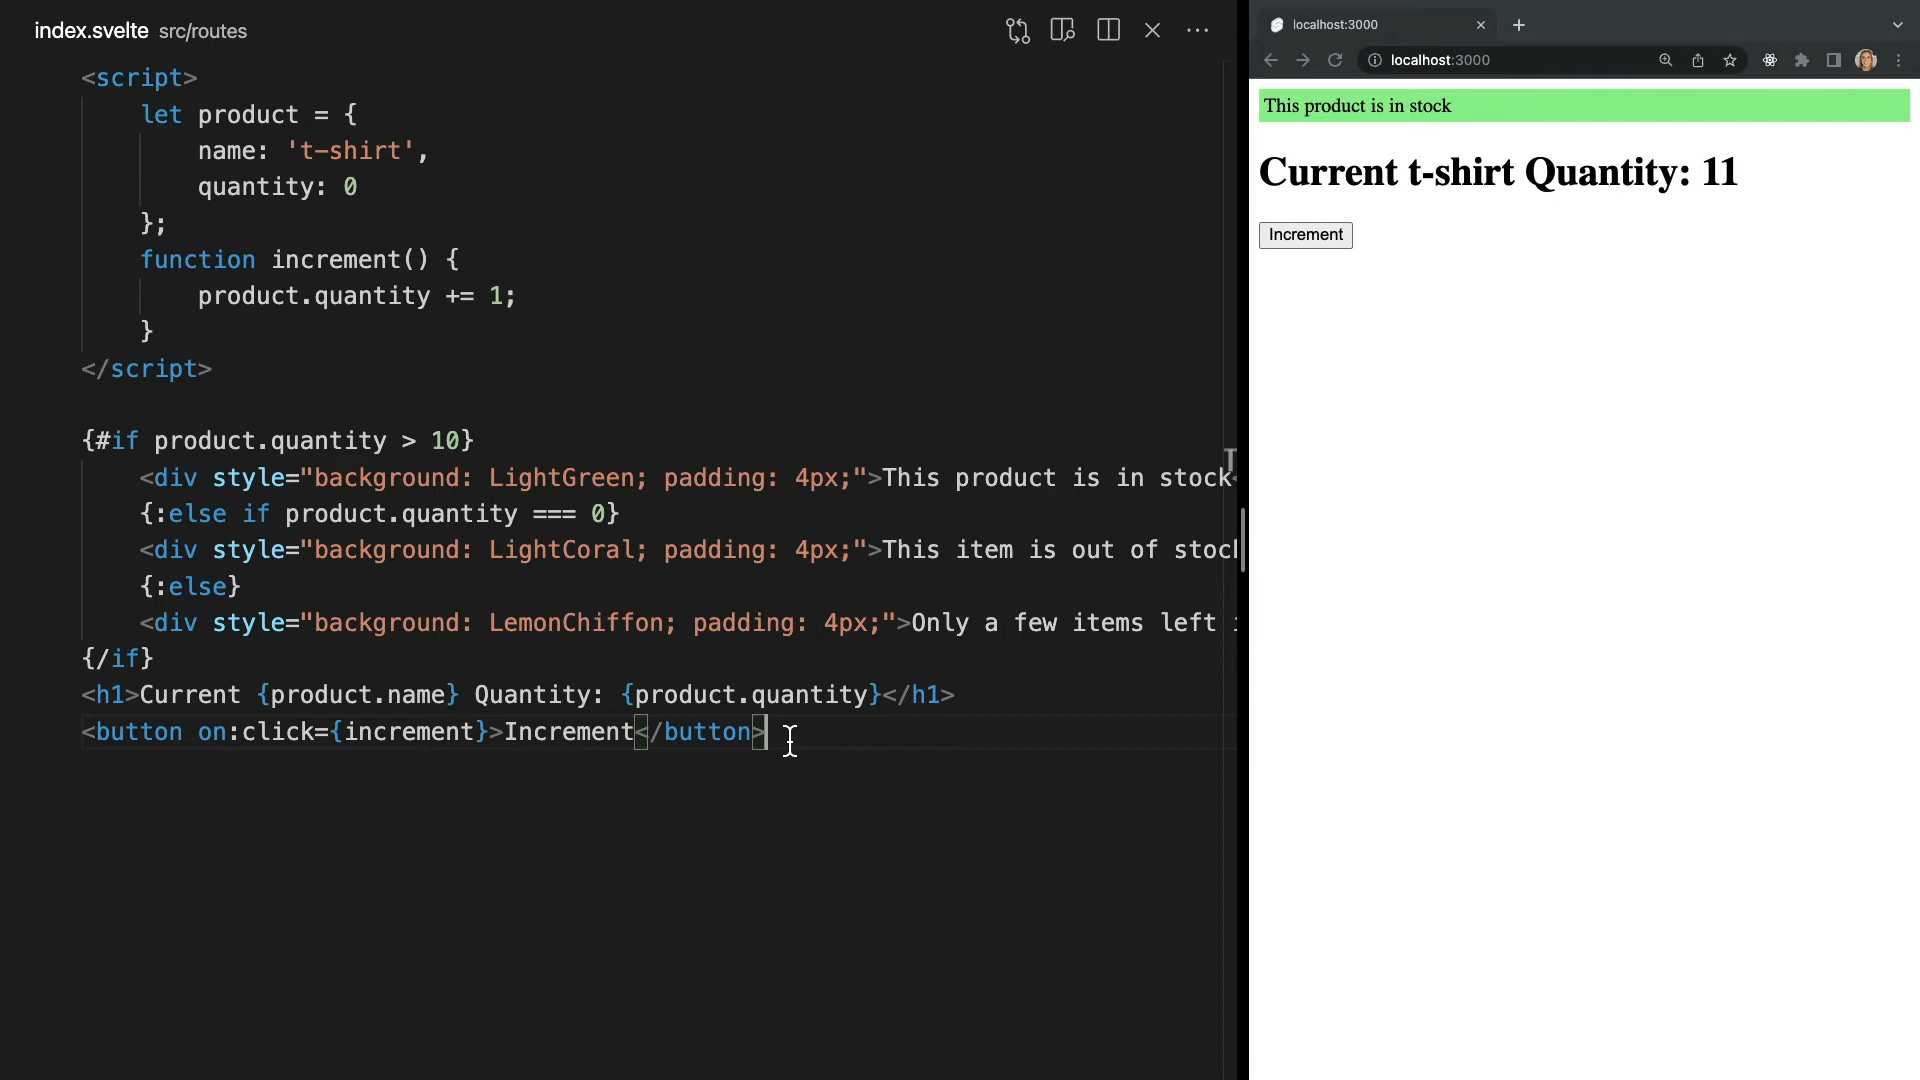 index.svelte src/routes
<script>
let product = {
name: 't-shirt',
quantity: 0
};
function increment() {
product.quantity += 1;
}
</script>
{#if product.quantity > 10}
<div style="background: LightGreen; padding: 4px;">This product is in stock<
{:else if product.quantity === 0}
<div style="background: LightCoral; padding: 4px;">This item is out of
{:else}
<div style="background: LemonChiffon; padding: 4px;">Only a few items left
{/if}
<h1>Current {product.name} Quantity: {product.quantity}</h1>
<button on:click={increment}>Increment</button>
localhost:3000
localhost:3000
This product is in stock
Current t-shirt Quantity: 11
Increment